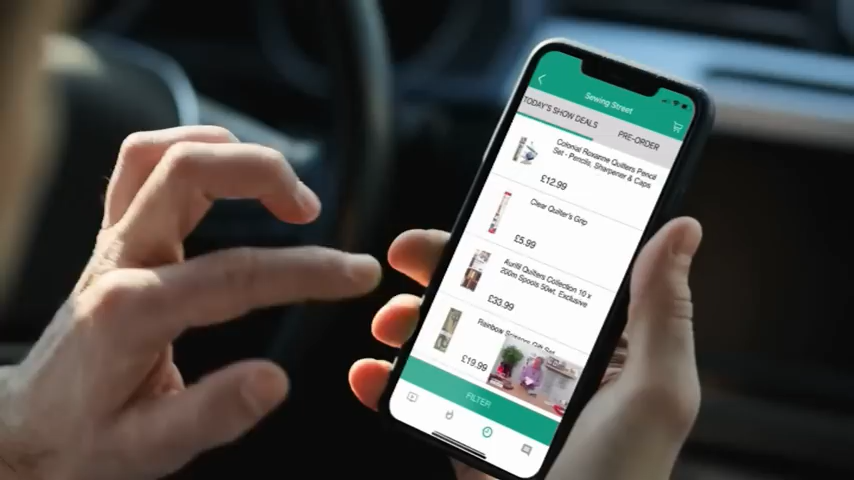 Sewing Street
TODAY'S SHOW DEALS
PRE-ORDER
Colonial Roxanne Quilters Pencil
Set - Pencils, Sharpener & Caps
£12.99
Clear Quilter's Grip
£5.99
Aurifil Quilters Collection 10 x
200m Spools 50wt. Exclusive
£33.99
Rainbow Scissors Gift Set
£19.99
FILTER